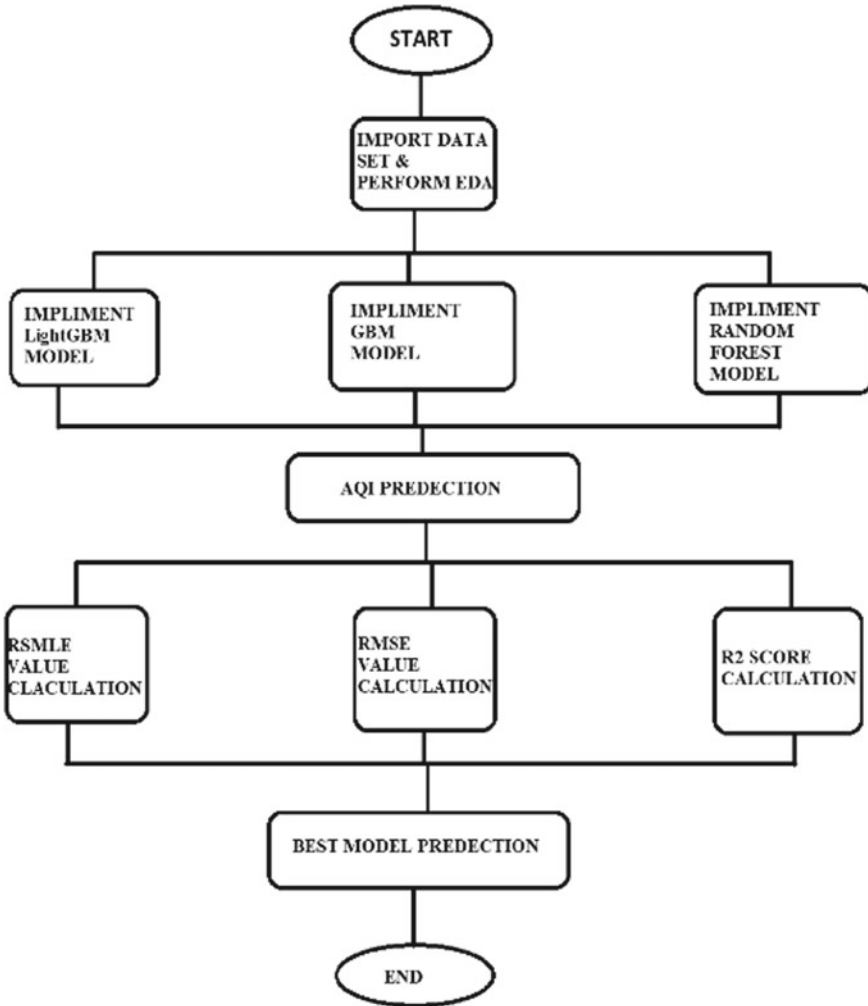 START
IMPORT DATA
SET &
PERFORM EDA
IMPLIMENT
LightGBM
MODEL
IMPLIMENT
GBM
MODEL
IMPLIMENT
RANDOM
FOREST
MODEL
AQI PREDECTION
RSMLE
VALUE
CLACULATION
RMSE
VALUE
CALCULATION
R2 SCORE
CALCULATION
BEST MODEL PREDECTION
END